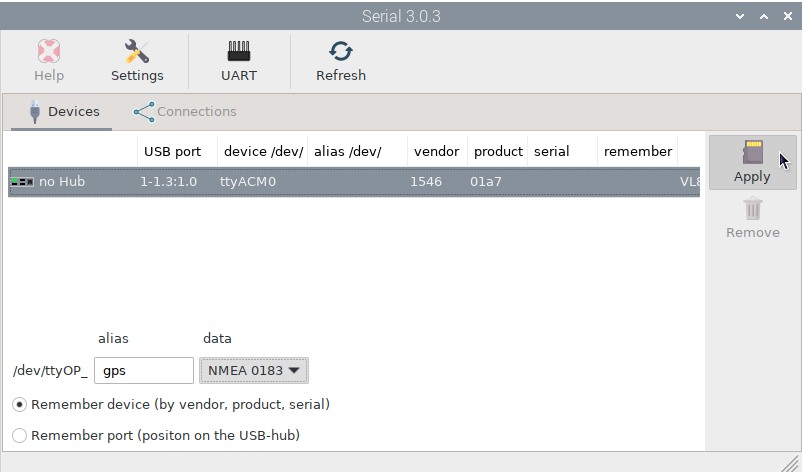 Serial 3.0.3
Help Settings UART Refresh
Devices Connections
USB port device /dev/ alias /dev/ vendor product serial remember
no Hub 1-1.3:1.0 ttyACM0 1546 01a7 VL8
Apply
Remove
alias data
/dev/ttyOP_ gps NMEA 0183
Remember device (by vendor, product, serial)
Remember port (positon on the USB-hub)